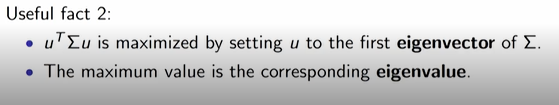 Useful fact 2:
• uᵀΣu is maximized by setting u to the first eigenvector of Σ.
• The maximum value is the corresponding eigenvalue.